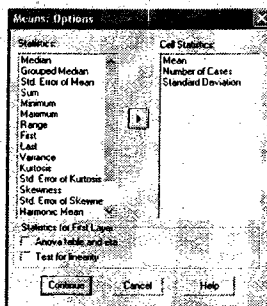 Means: Options
Statistics:
Median
Grouped Median
Std. Error of Mean
Sum
Minimum
Maximum
Range
First
Last
Variance
Kurtosis
Std. Error of Kurtosis
Skewness
Std. Error of Skewne
Harmonic Mean
Cell Statistics:
Mean
Number of Cases
Standard Deviation
Statistics for First Layer
Anova table and eta
Test for linearity
Continue
Cancel
Help